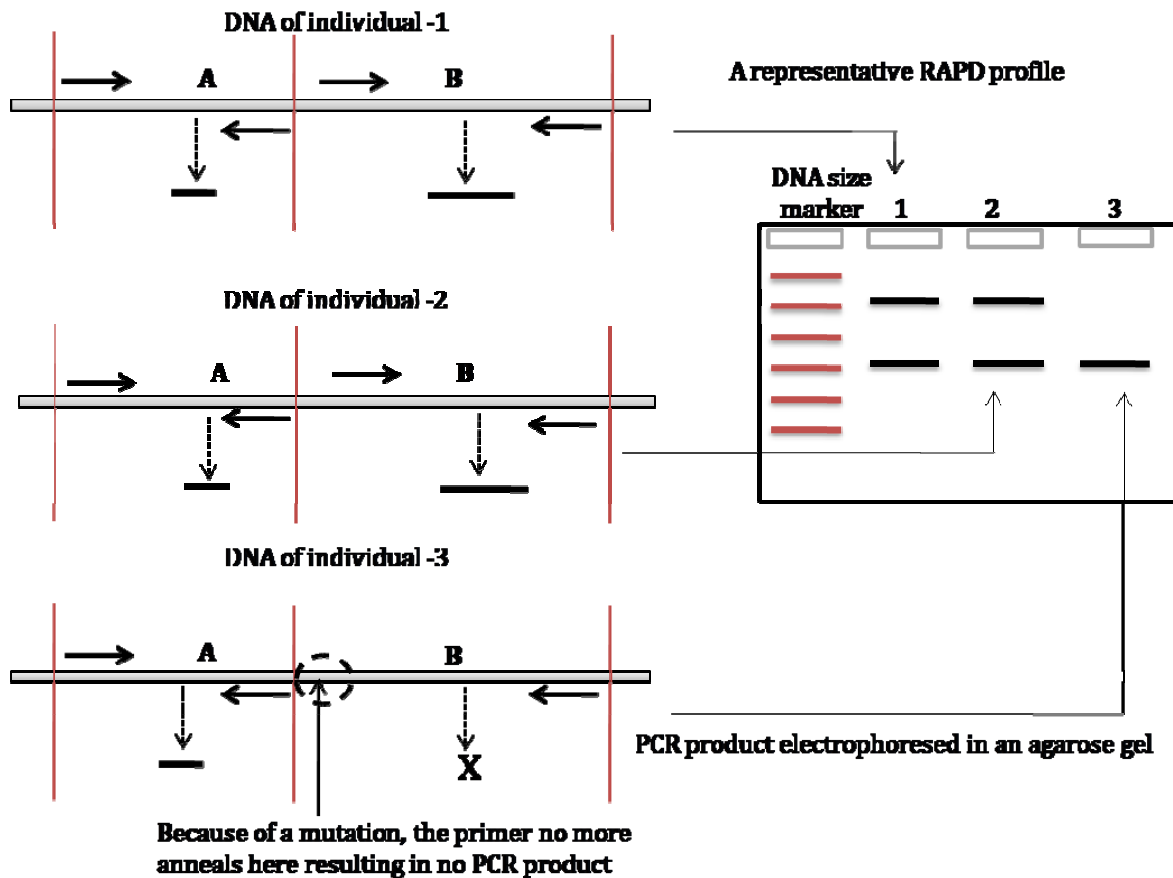 DNA of individual -1
A
B
A representative RAPD profile
DNA size
marker
1
2
3
DNA of individual -2
A
B
DNA of individual -3
A
B
X
PCR product electrophoresed in an agarose gel
Because of a mutation, the primer no more
anneals here resulting in no PCR product